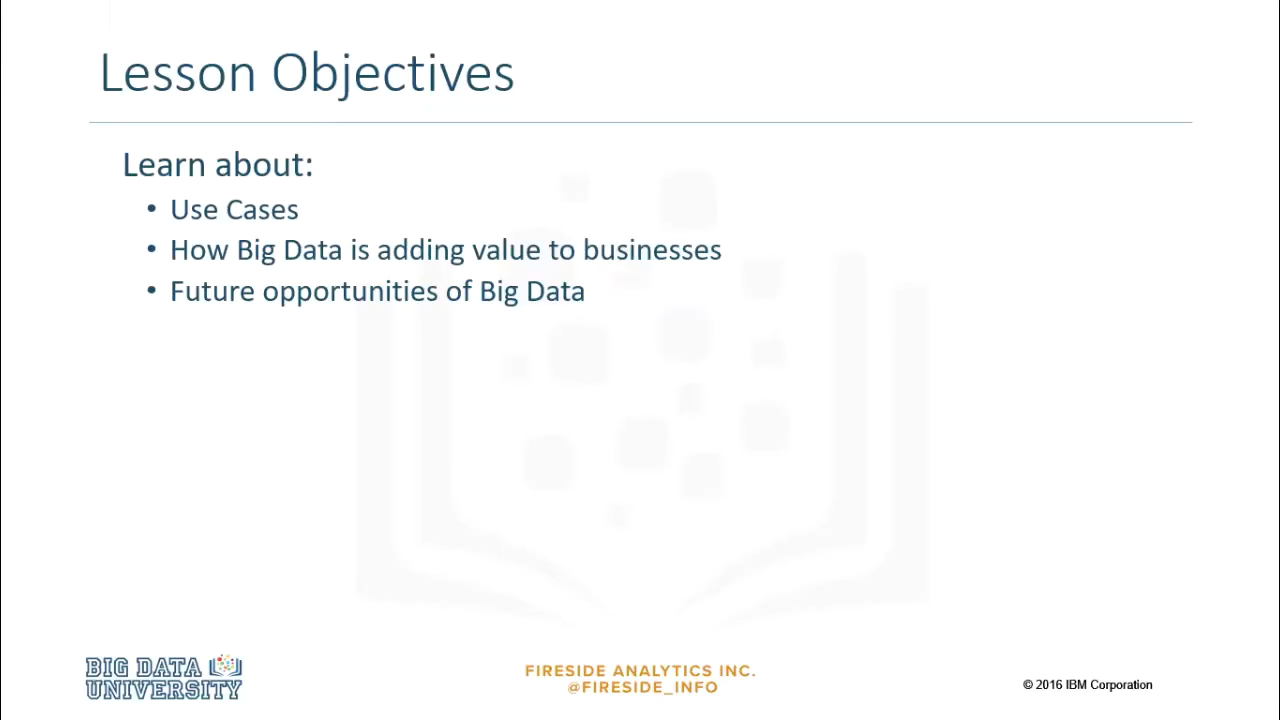 Lesson Objectives
Learn about:
• Use Cases
• How Big Data is adding value to businesses
• Future opportunities of Big Data
BIG DATA
UNIVERSITY
FIRESIDE ANALYTICS INC.
@FIRESIDE_INFO
© 2016 IBM Corporation